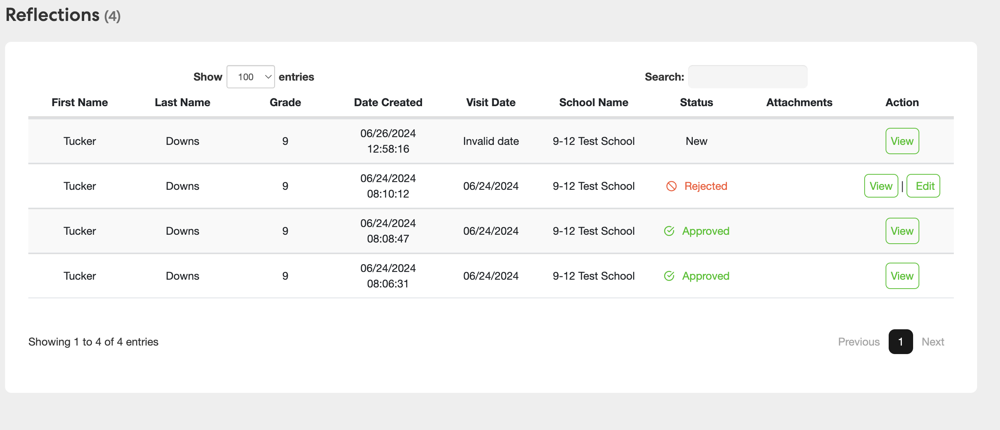 Reflections (4)
Show 100 entries Search:
First Name Last Name Grade Date Created Visit Date School Name Status Attachments Action
Tucker Downs 9 06/26/2024 12:58:16 Invalid date 9-12 Test School New View
Tucker Downs 9 06/24/2024 08:10:12 06/24/2024 9-12 Test School Rejected View | Edit
Tucker Downs 9 06/24/2024 08:08:47 06/24/2024 9-12 Test School Approved View
Tucker Downs 9 06/24/2024 08:06:31 06/24/2024 9-12 Test School Approved View
Showing 1 to 4 of 4 entries Previous 1 Next